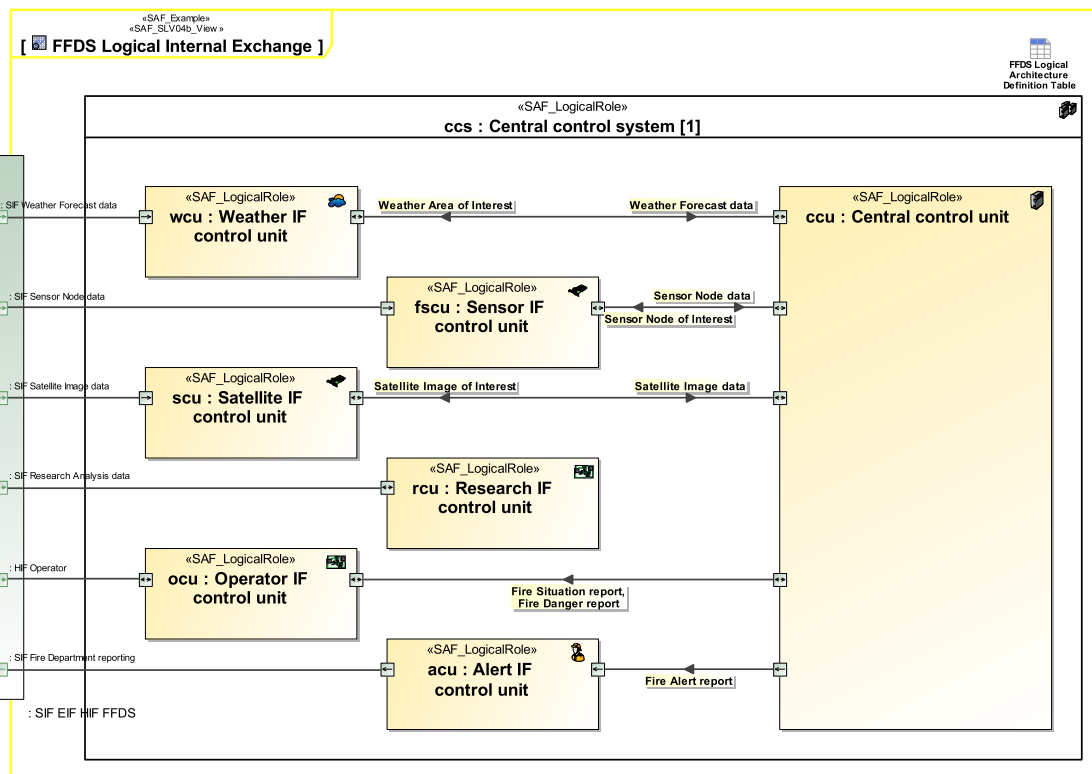 «SAF_Example»
«SAF_SLV04b_View »
[ FFDS Logical Internal Exchange ]
FFDS Logical
Architecture
Definition Table
«SAF_LogicalRole»
ccs : Central control system [1]
: SIF Weather Forecast data
«SAF_LogicalRole»
wcu : Weather IF
control unit
Weather Area of Interest
Weather Forecast data
«SAF_LogicalRole»
ccu : Central control unit
: SIF Sensor Node data
«SAF_LogicalRole»
fscu : Sensor IF
control unit
Sensor Node data
Sensor Node of Interest
: SIF Satellite Image data
«SAF_LogicalRole»
scu : Satellite IF
control unit
Satellite Image of Interest
Satellite Image data
: SIF Research Analysis data
«SAF_LogicalRole»
rcu : Research IF
control unit
: HIF Operator
«SAF_LogicalRole»
ocu : Operator IF
control unit
Fire Situation report,
Fire Danger report
: SIF Fire Department reporting
«SAF_LogicalRole»
acu : Alert IF
control unit
Fire Alert report
: SIF EIF HIF FFDS